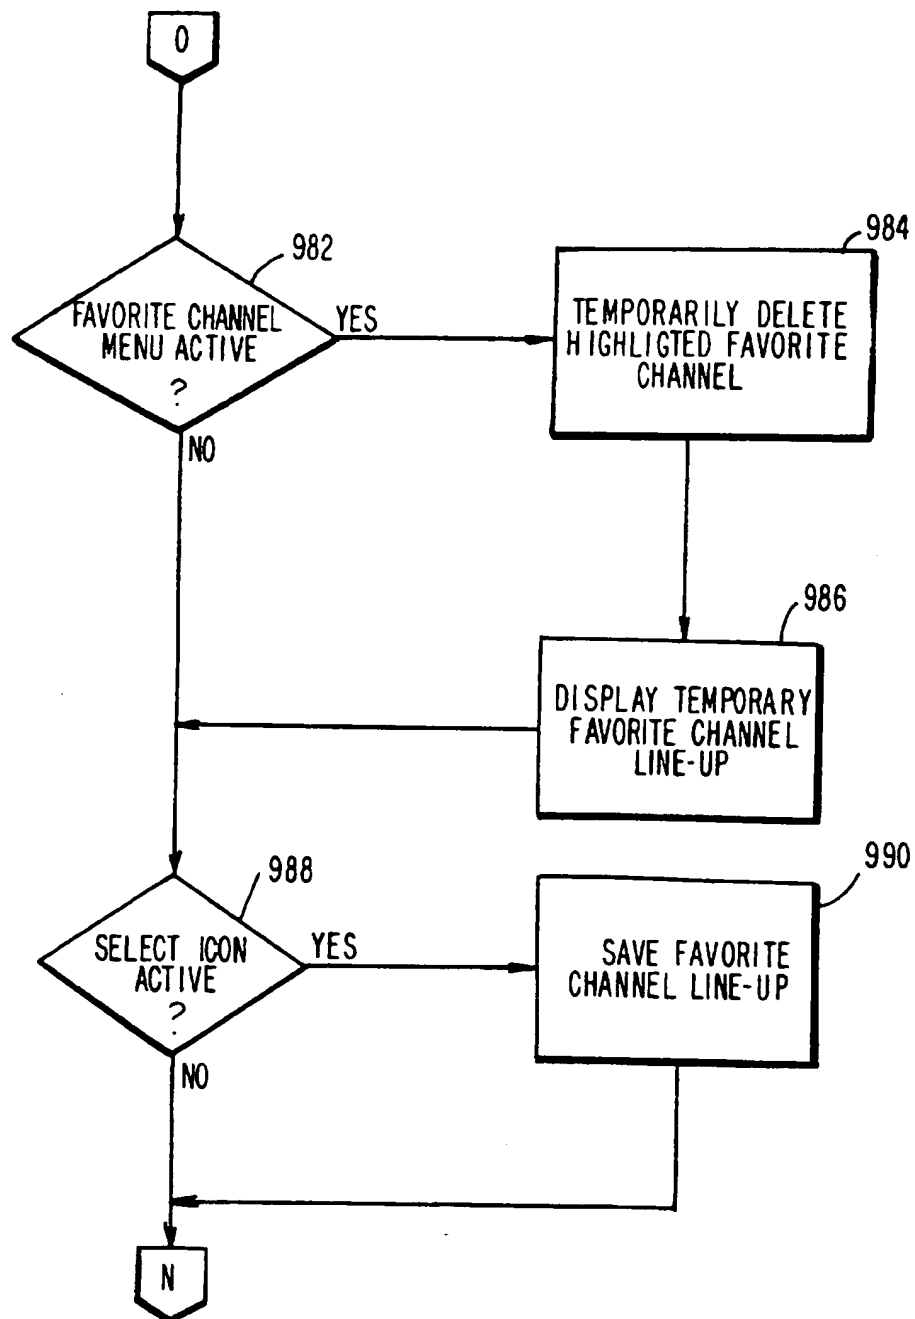 O
982
FAVORITE CHANNEL
MENU ACTIVE
?
YES
NO
984
TEMPORARILY DELETE
HIGHLIGTED FAVORITE
CHANNEL
986
DISPLAY TEMPORARY
FAVORITE CHANNEL
LINE-UP
988
SELECT ICON
ACTIVE
?
YES
NO
990
SAVE FAVORITE
CHANNEL LINE-UP
N